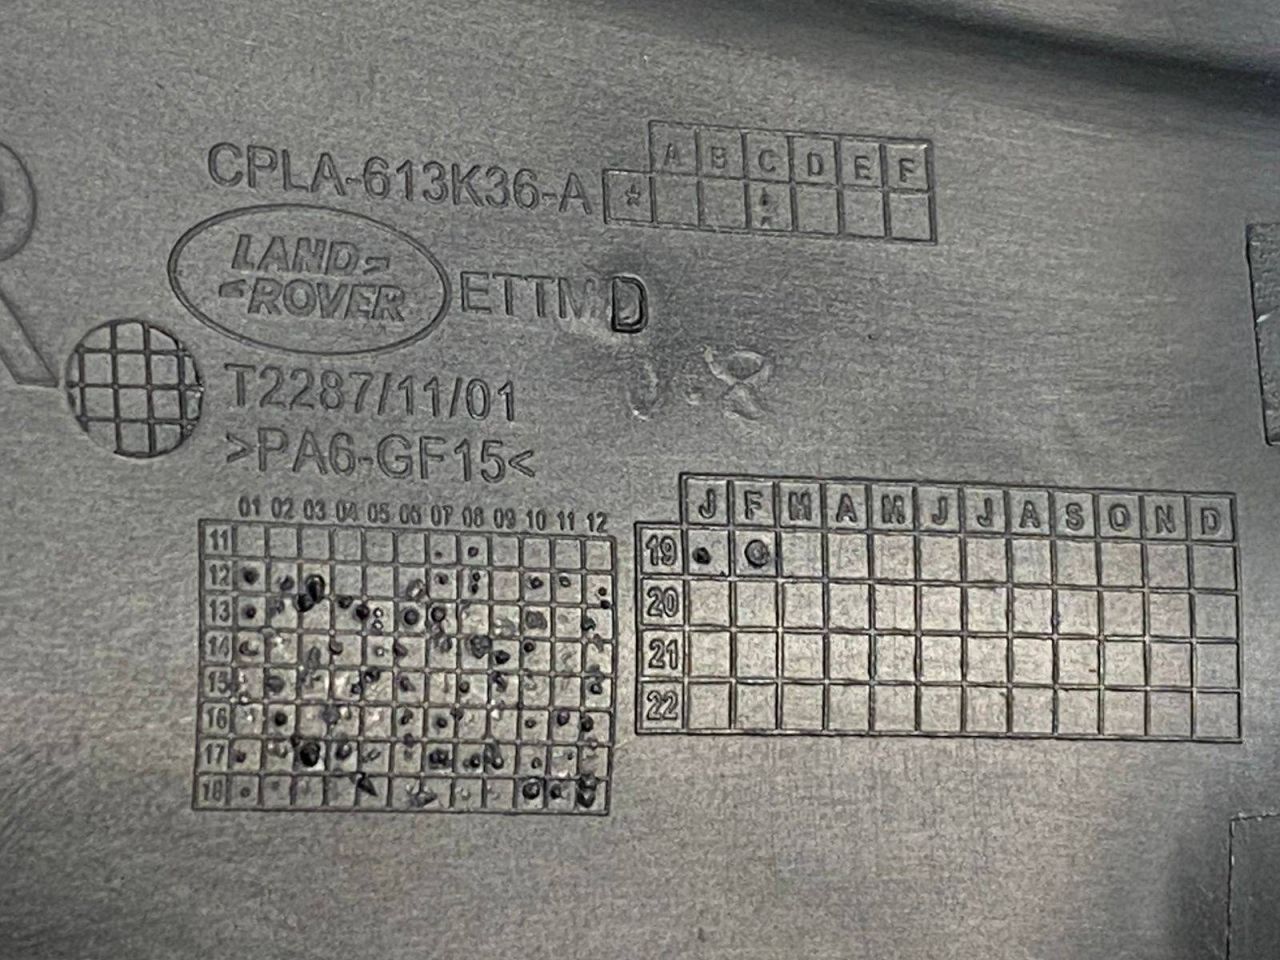 A B C D E F
CPLA-613K36-A
LAND
ROVER
ETTM D
T2287/11/01
>PA6-GF15<
01 02 03 04 05 06 07 08 09 10 11 12
11
12
13
14
15
16
17
18
J F M A M J J A S O N D
19
20
21
22